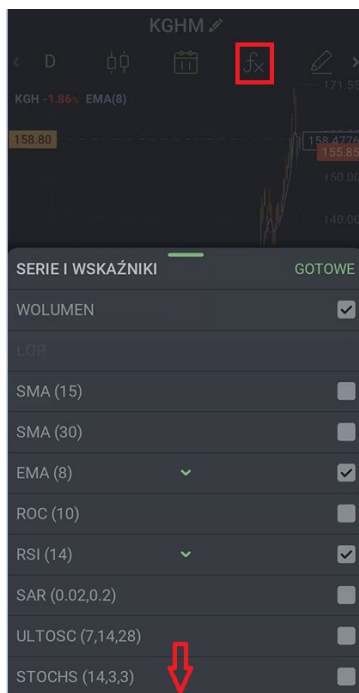 KGHM
D
fx
KGH -1.86% EMA(8)
171.55
158.80
158.4776
155.85
150.00
140.00
SERIE I WSKAŹNIKI GOTOWE
WOLUMEN
LOP
SMA (15)
SMA (30)
EMA (8)
ROC (10)
RSI (14)
SAR (0.02,0.2)
ULTOSC (7,14,28)
STOCHS (14,3,3)